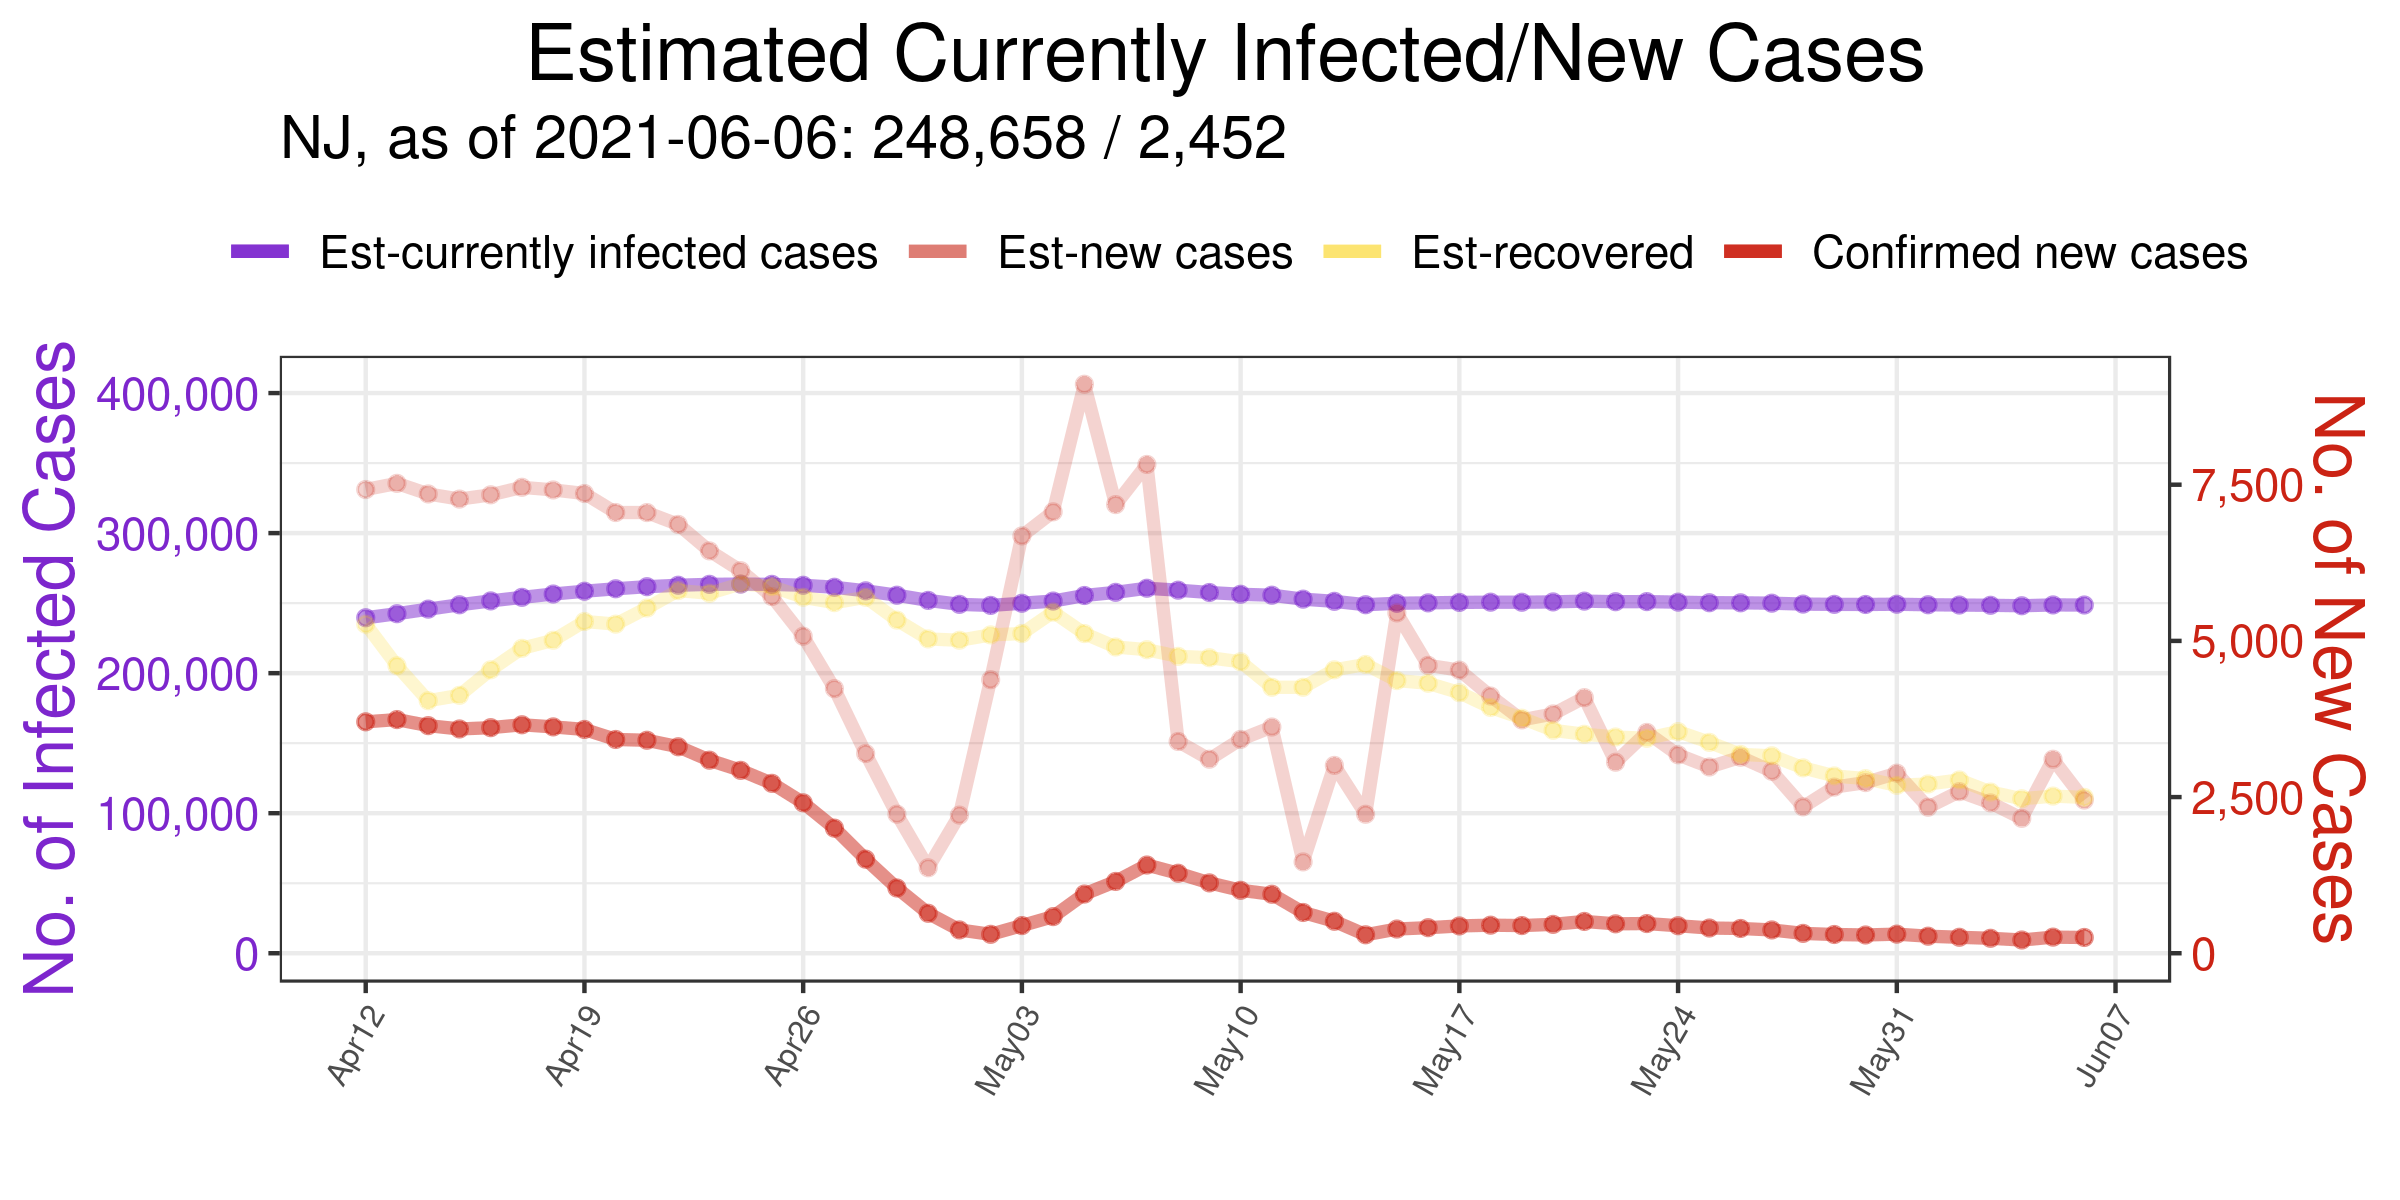 Estimated Currently Infected/New Cases
NJ, as of 2021-06-06: 248,658 / 2,452
Est-currently infected cases Est-new cases Est-recovered Confirmed new cases
No. of Infected Cases
400,000
300,000
200,000
100,000
0
7,500
5,000
2,500
0
No. of New Cases
Apr12 Apr19 Apr26 May03 May10 May17 May24 May31 Jun07